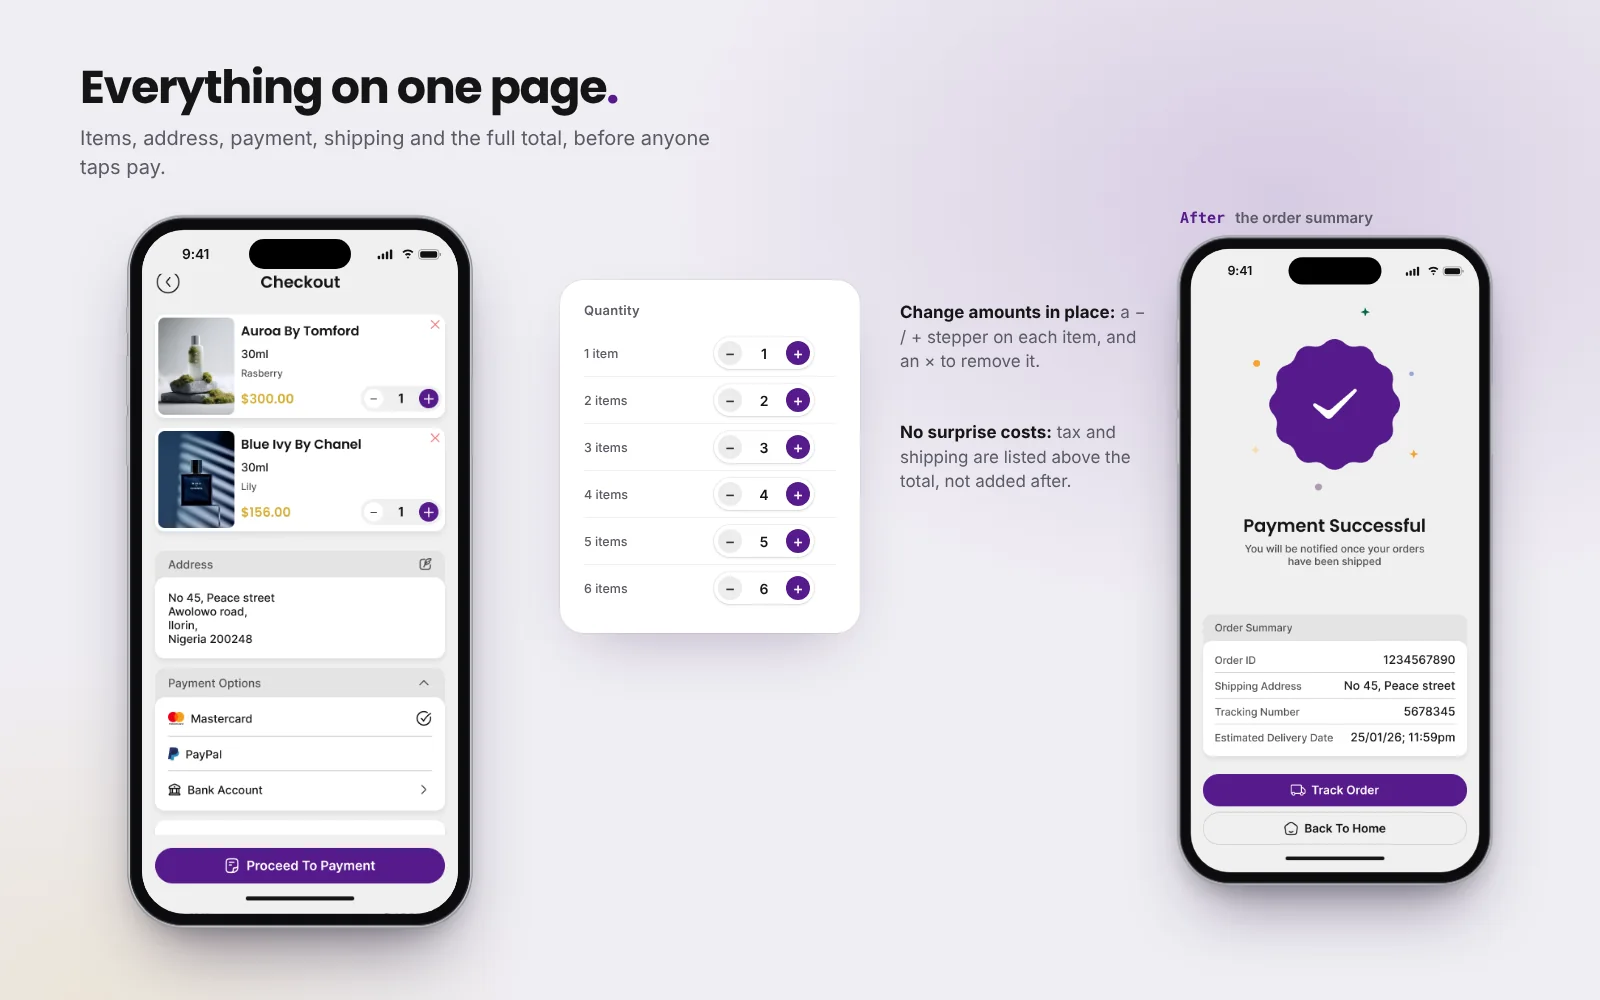 Everything on one page.
Items, address, payment, shipping and the full total, before anyone
taps pay.
9:41
Checkout
Auroa By Tomford
30ml
Rasberry
$300.00
− 1 +
Blue Ivy By Chanel
30ml
Lily
$156.00
− 1 +
Address
No 45, Peace street
Awolowo road,
Ilorin,
Nigeria 200248
Payment Options
Mastercard
PayPal
Bank Account
Proceed To Payment
Quantity
1 item − 1 +
2 items − 2 +
3 items − 3 +
4 items − 4 +
5 items − 5 +
6 items − 6 +
Change amounts in place: a −
/ + stepper on each item, and
an × to remove it.
No surprise costs: tax and
shipping are listed above the
total, not added after.
After the order summary
9:41
Payment Successful
You will be notified once your orders
have been shipped
Order Summary
Order ID 1234567890
Shipping Address No 45, Peace street
Tracking Number 5678345
Estimated Delivery Date 25/01/26; 11:59pm
Track Order
Back To Home